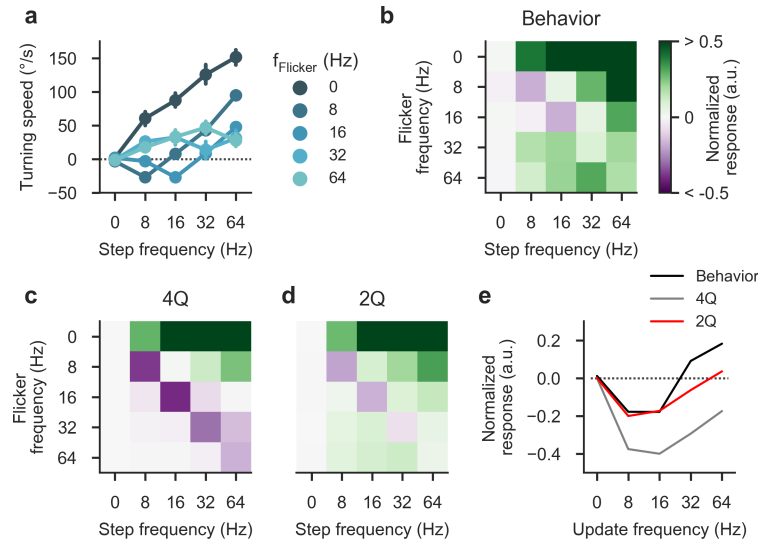 a
Turning speed (°/s)
150
100
50
0
−50
0 8 16 32 64
Step frequency (Hz)
fFlicker (Hz)
0
8
16
32
64
b
Behavior
Flicker
frequency (Hz)
0
8
16
32
64
0 8 16 32 64
Step frequency (Hz)
> 0.5
0
< -0.5
Normalized
response (a.u.)
c
4Q
Flicker
frequency (Hz)
0
8
16
32
64
0 8 16 32 64
Step frequency (Hz)
d
2Q
0 8 16 32 64
Step frequency (Hz)
e
Behavior
4Q
2Q
Normalized
response (a.u.)
0.2
0.0
−0.2
−0.4
0 8 16 32 64
Update frequency (Hz)